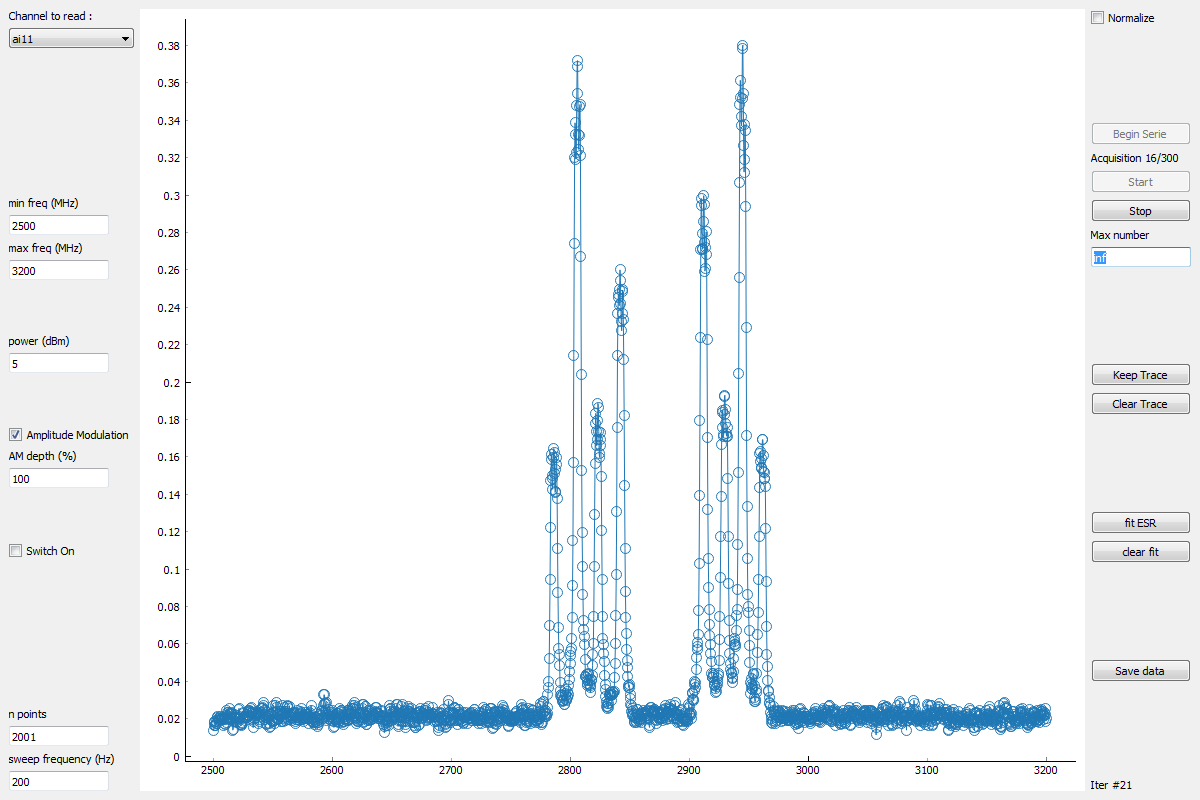 Channel to read :
ai11
min freq (MHz)
2500
max freq (MHz)
3200
power (dBm)
5
Amplitude Modulation
AM depth (%)
100
Switch On
n points
2001
sweep frequency (Hz)
200
0.38
0.36
0.34
0.32
0.3
0.28
0.26
0.24
0.22
0.2
0.18
0.16
0.14
0.12
0.1
0.08
0.06
0.04
0.02
0
2500 2600 2700 2800 2900 3000 3100 3200
Normalize
Begin Serie
Acquisition 16/300
Start
Stop
Max number
inf
Keep Trace
Clear Trace
fit ESR
clear fit
Save data
Iter #21